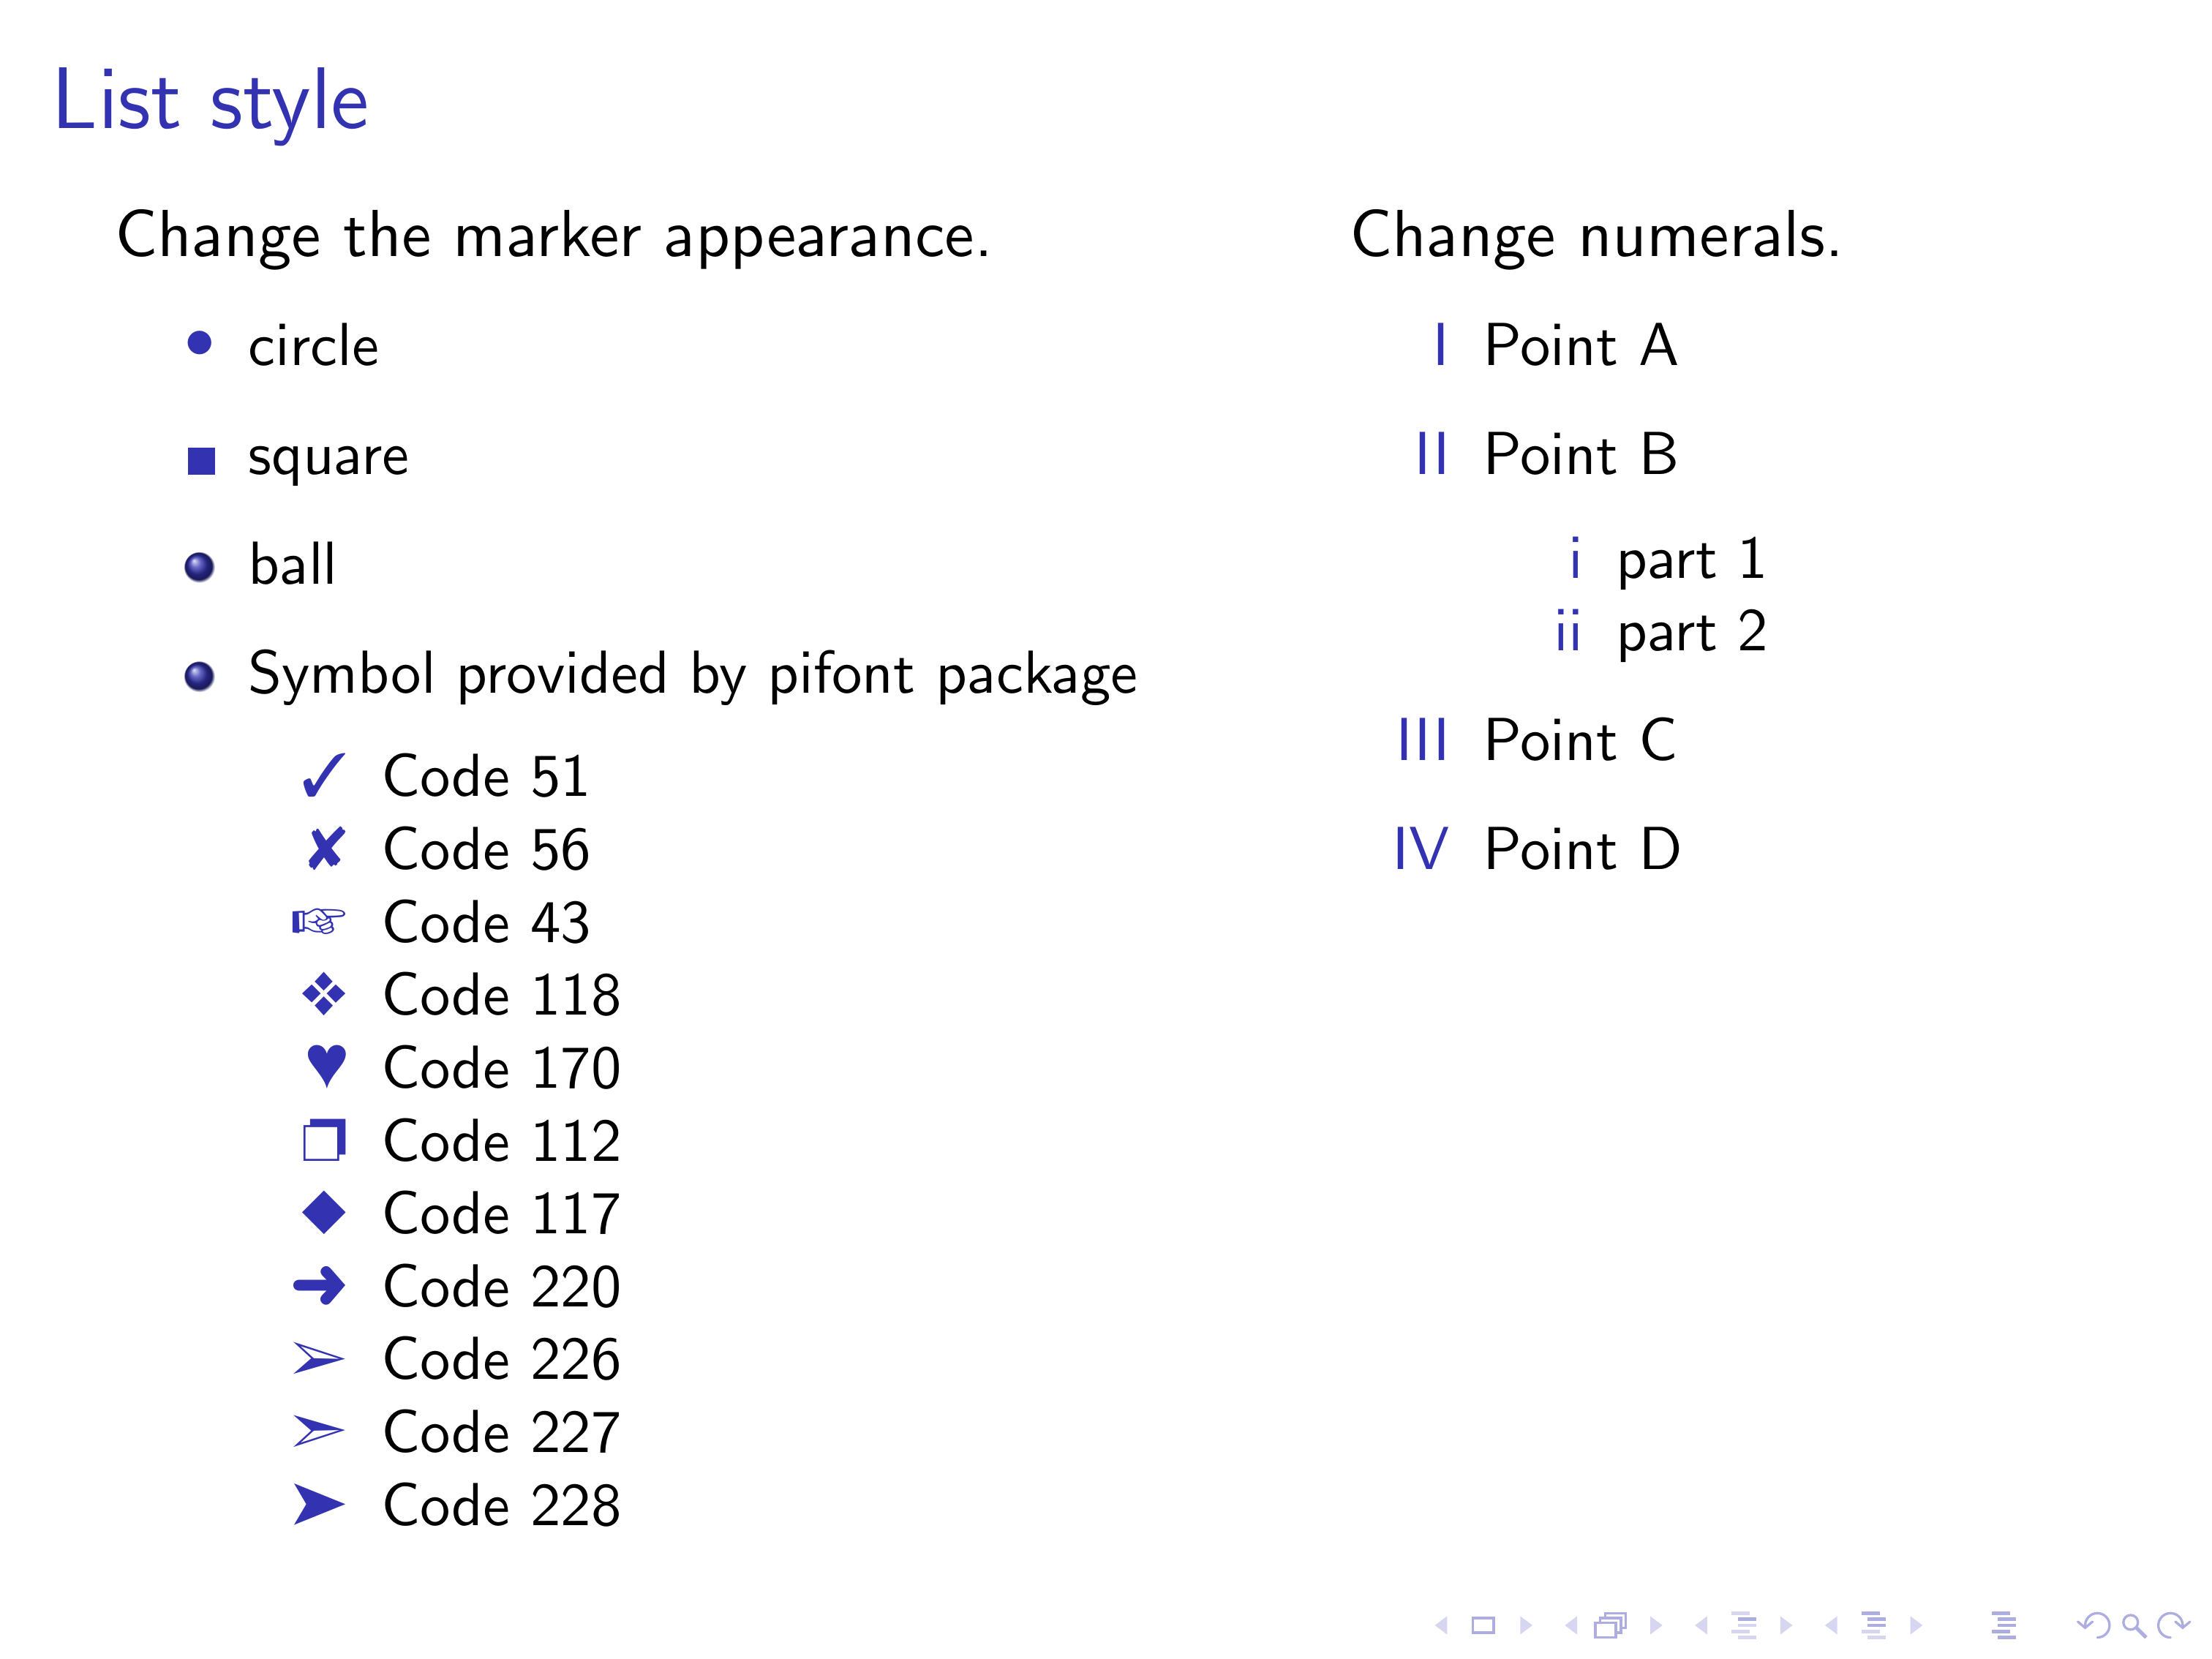 List style
Change the marker appearance.
• circle
■ square
ball
Symbol provided by pifont package
✓ Code 51
✘ Code 56
☞ Code 43
❖ Code 118
♥ Code 170
❐ Code 112
◆ Code 117
➜ Code 220
➢ Code 226
➣ Code 227
➤ Code 228
Change numerals.
I Point A
II Point B
i part 1
ii part 2
III Point C
IV Point D